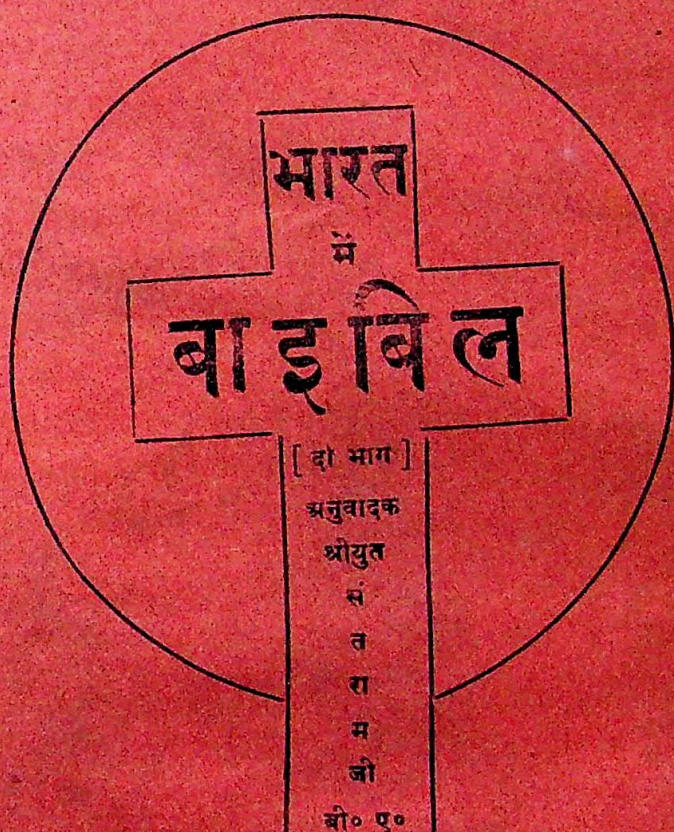 भारत
में
बाइबिल
[ दो भाग ]
अनुवादक
श्रीयुत
सं
त
रा
म
जी
बी० ए०